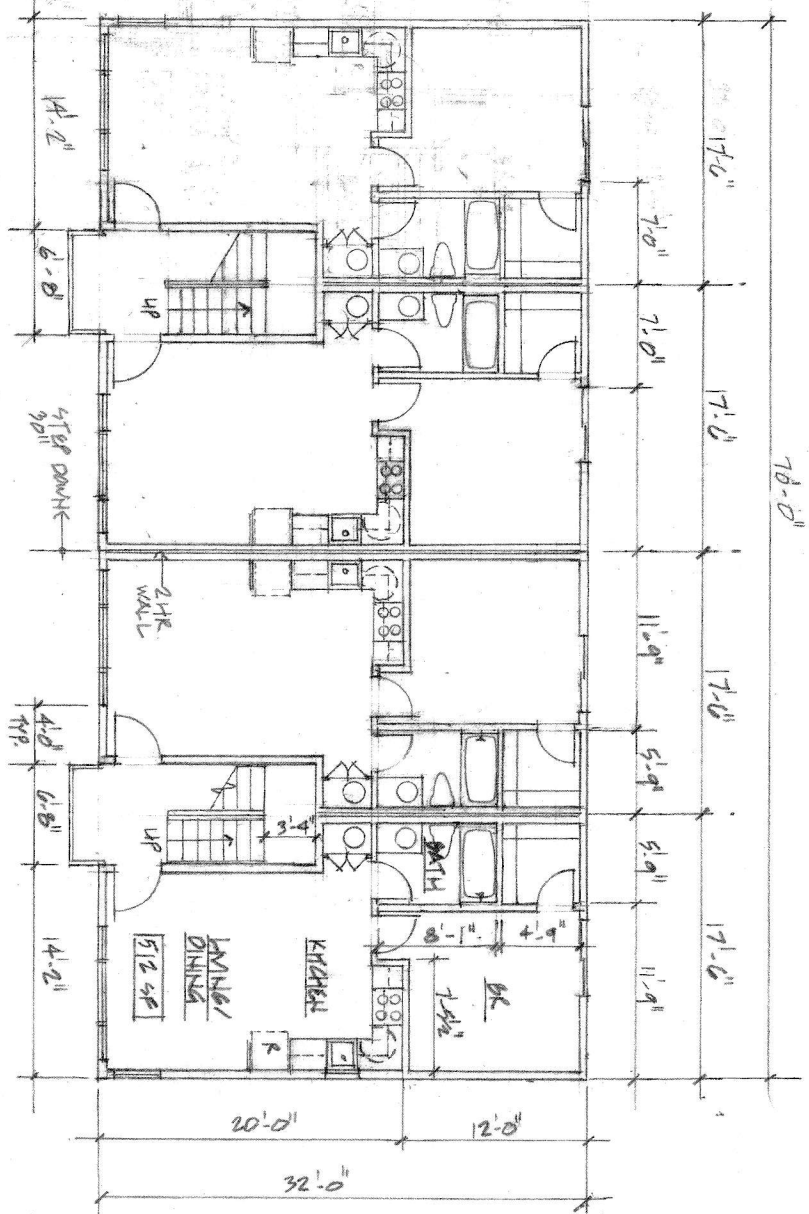 70'-0"
17'-6"
17'-6"
17'-6"
17'-6"
7'-0"
7'-0"
11'-9"
5'-9"
5'-9"
11'-9"
12'-0"
20'-0"
32'-0"
BR
4'-9"
8'-1"
7'-5 1/2"
BATH
KITCHEN
R
LIVING/
DINING
512 SF
3'-4"
UP
UP
2 HR
WALL
STEP DOWN
30"
14'-2"
6'-8"
4'-0"
TYP.
6'-8"
14'-2"